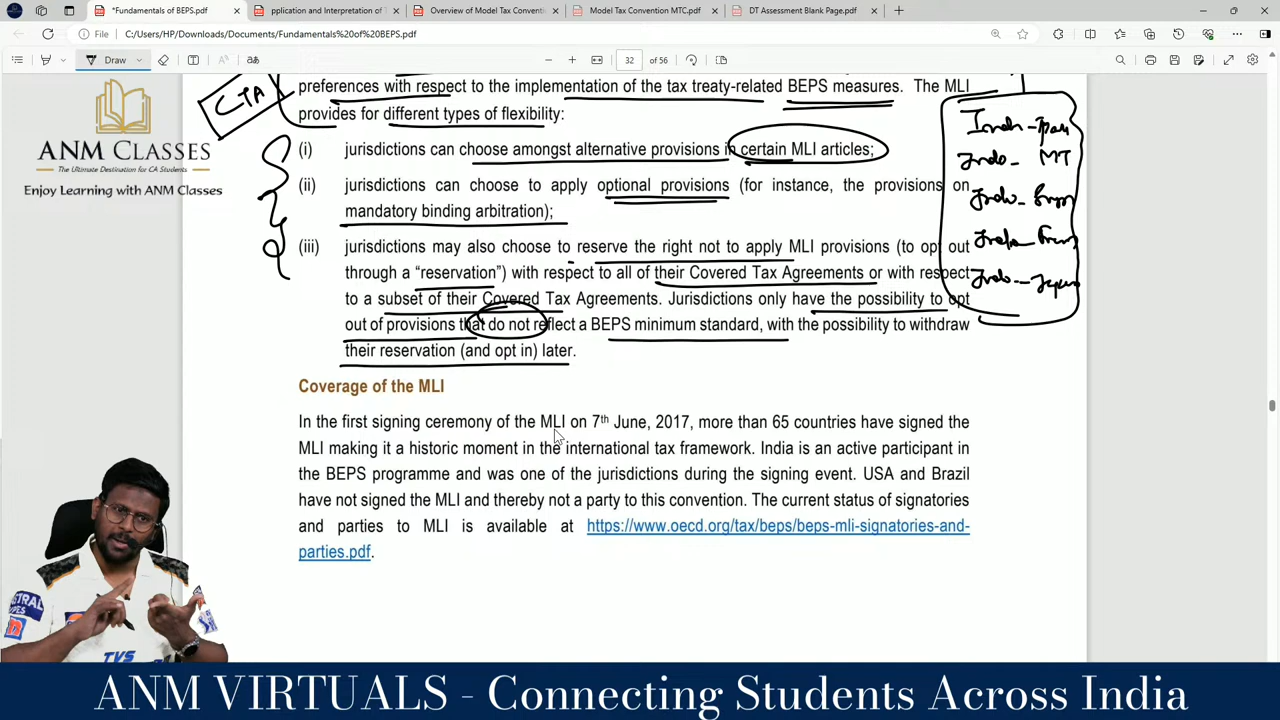 *Fundamentals of BEPS.pdf
pplication and Interpretation of T
Overview of Model Tax Conventi
Model Tax Convention MTC.pdf
DT Assessment Blank Page.pdf
File
C:/Users/HP/Downloads/Documents/Fundamentals%20of%20BEPS.pdf
Draw
32 of 56
preferences with respect to the implementation of the tax treaty-related BEPS measures. The MLI
provides for different types of flexibility:
(i) jurisdictions can choose amongst alternative provisions in certain MLI articles;
(ii) jurisdictions can choose to apply optional provisions (for instance, the provisions on
mandatory binding arbitration);
(iii) jurisdictions may also choose to reserve the right not to apply MLI provisions (to opt out
through a “reservation”) with respect to all of their Covered Tax Agreements or with respect
to a subset of their Covered Tax Agreements. Jurisdictions only have the possibility to opt
out of provisions that do not reflect a BEPS minimum standard, with the possibility to withdraw
their reservation (and opt in) later.
Coverage of the MLI
In the first signing ceremony of the MLI on 7th June, 2017, more than 65 countries have signed the
MLI making it a historic moment in the international tax framework. India is an active participant in
the BEPS programme and was one of the jurisdictions during the signing event. USA and Brazil
have not signed the MLI and thereby not a party to this convention. The current status of signatories
and parties to MLI is available at https://www.oecd.org/tax/beps/beps-mli-signatories-and-
parties.pdf.
CTA
Indo - MT
ANM CLASSES
The Ultimate Destination for CA Students
Enjoy Learning with ANM Classes
TVS
ANM VIRTUALS - Connecting Students Across India